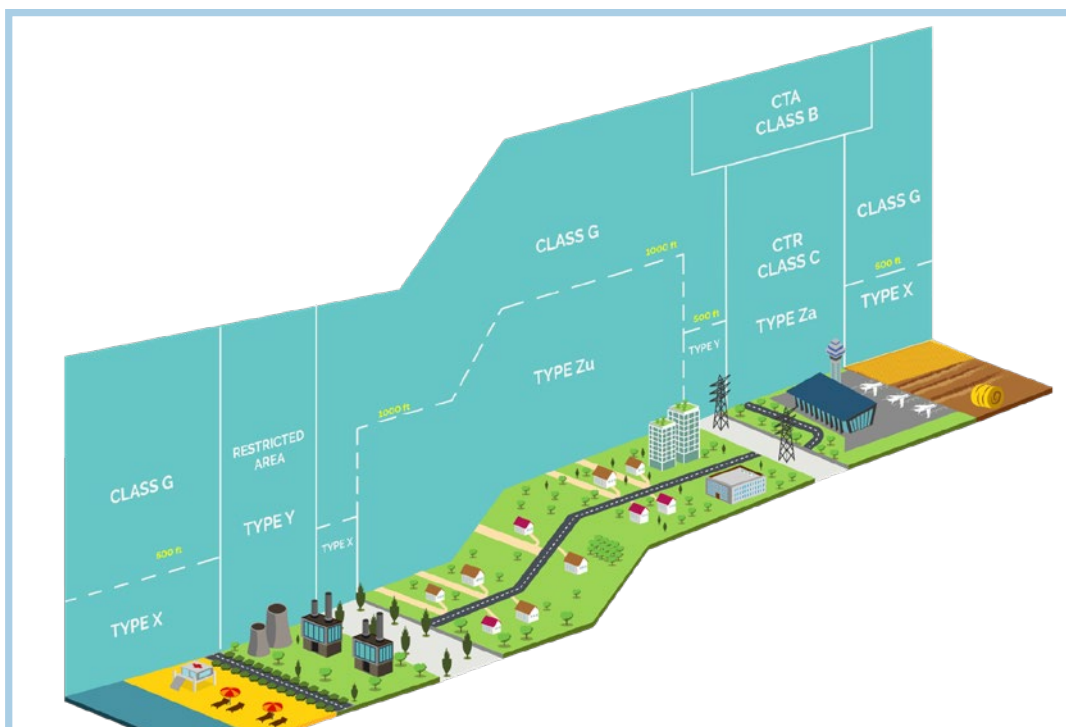 CTA
CLASS B
CLASS G
CLASS G
1000 ft
CTR
CLASS C
500 ft
TYPE X
500 ft
TYPE Y
TYPE Za
TYPE Zu
1000 ft
RESTRICTED
AREA
CLASS G
TYPE Y
TYPE X
500 ft
TYPE X